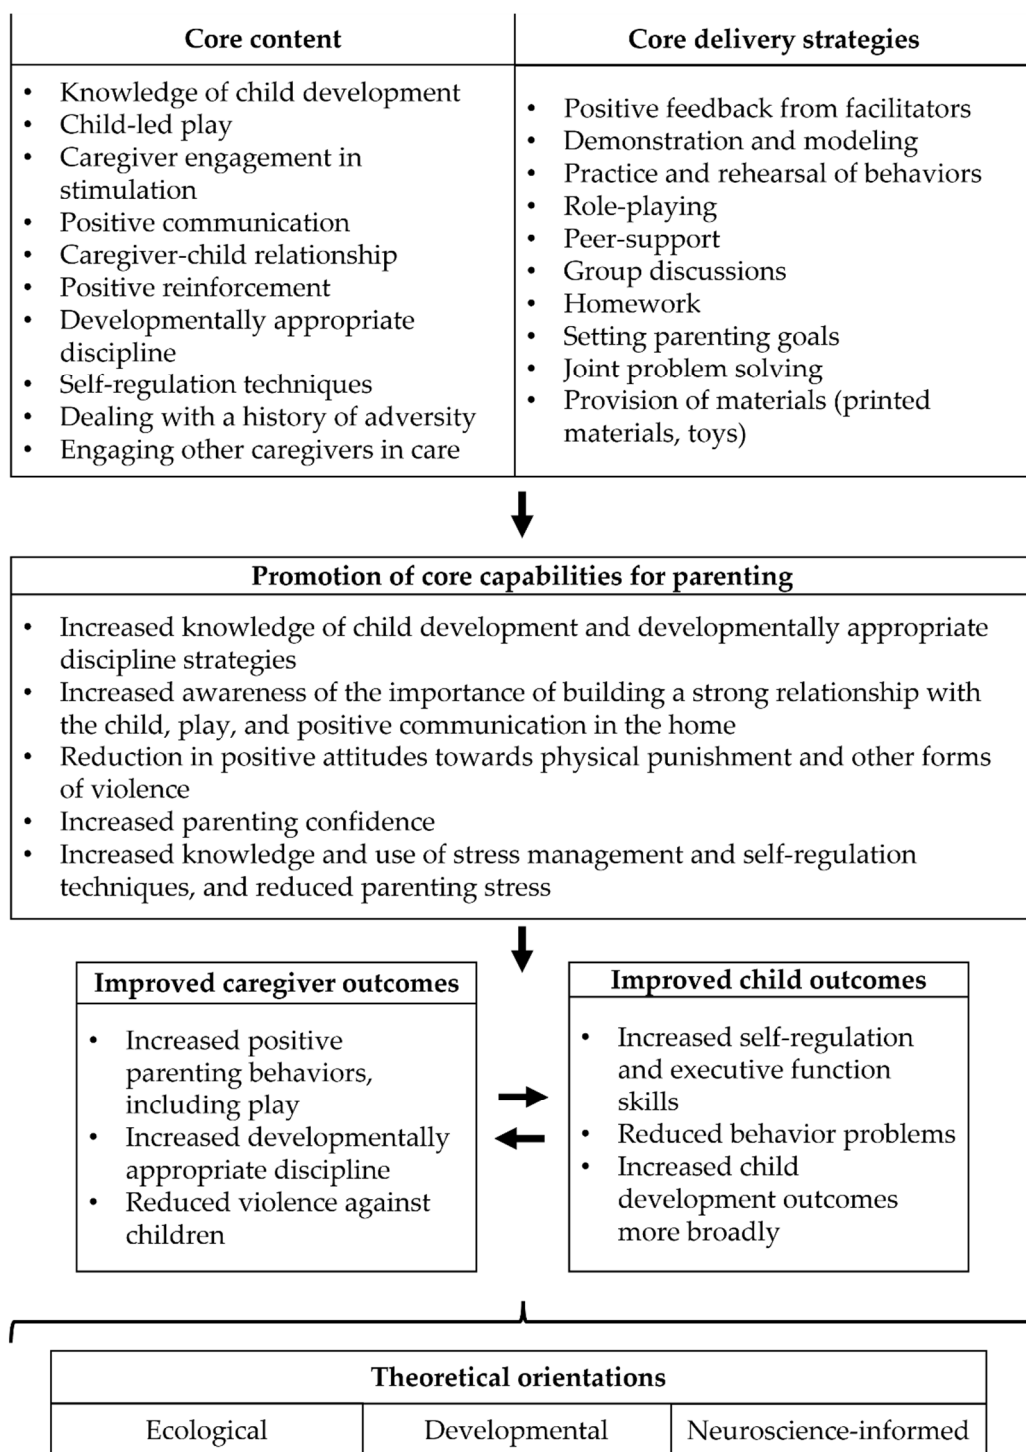 Core content
• Knowledge of child development
• Child-led play
• Caregiver engagement in
stimulation
• Positive communication
• Caregiver-child relationship
• Positive reinforcement
• Developmentally appropriate
discipline
• Self-regulation techniques
• Dealing with a history of adversity
• Engaging other caregivers in care
Core delivery strategies
• Positive feedback from facilitators
• Demonstration and modeling
• Practice and rehearsal of behaviors
• Role-playing
• Peer-support
• Group discussions
• Homework
• Setting parenting goals
• Joint problem solving
• Provision of materials (printed
materials, toys)
Promotion of core capabilities for parenting
• Increased knowledge of child development and developmentally appropriate
discipline strategies
• Increased awareness of the importance of building a strong relationship with
the child, play, and positive communication in the home
• Reduction in positive attitudes towards physical punishment and other forms
of violence
• Increased parenting confidence
• Increased knowledge and use of stress management and self-regulation
techniques, and reduced parenting stress
Improved caregiver outcomes
• Increased positive
parenting behaviors,
including play
• Increased developmentally
appropriate discipline
• Reduced violence against
children
Improved child outcomes
• Increased self-regulation
and executive function
skills
• Reduced behavior problems
• Increased child
development outcomes
more broadly
Theoretical orientations
Ecological
Developmental
Neuroscience-informed